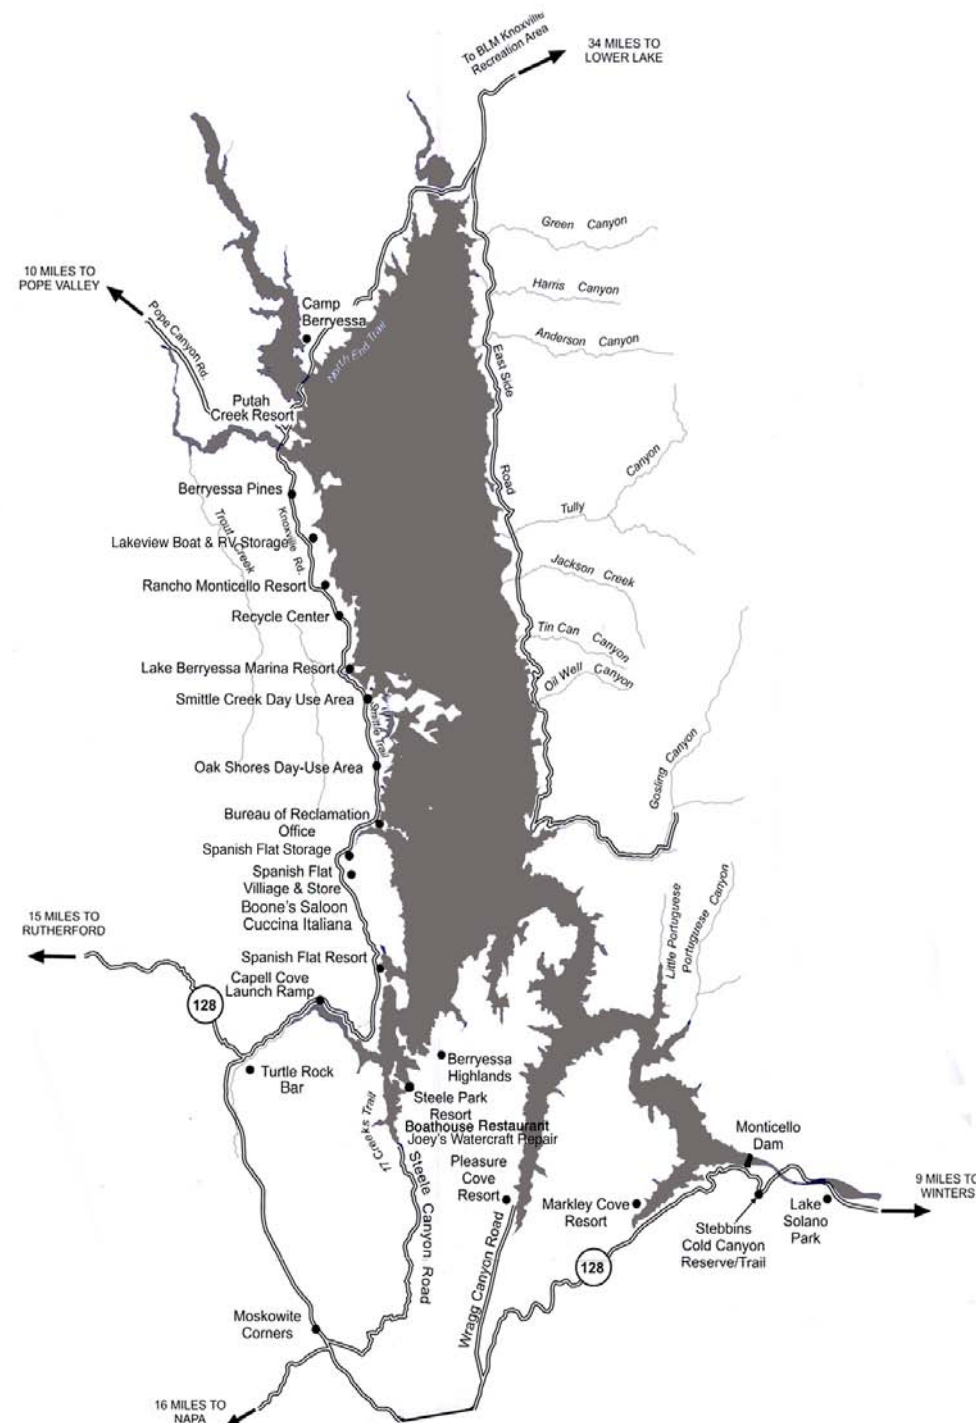 To BLM Knoxville
Recreation Area
34 MILES TO
LOWER LAKE
Green Canyon
10 MILES TO
POPE VALLEY
Harris Canyon
Camp
Berryessa
Pope Canyon Rd.
North End Trail
Anderson Canyon
East Side
Road
Putah
Creek Resort
Canyon
Tully
Berryessa Pines
Trout Creek
Knoxville Rd.
Lakeview Boat & RV Storage
Jackson Creek
Rancho Monticello Resort
Recycle Center
Tin Can Canyon
Lake Berryessa Marina Resort
Oil Well Canyon
Smittle Creek Day Use Area
Smittle Trail
Gosling Canyon
Oak Shores Day-Use Area
Bureau of Reclamation
Office
Spanish Flat Storage
Spanish Flat
Villiage & Store
Boone's Saloon
Cuccina Italiana
Little Portuguese
Portuguese Canyon
15 MILES TO
RUTHERFORD
Spanish Flat Resort
Capell Cove
Launch Ramp
128
Turtle Rock
Bar
Berryessa
Highlands
Steele Park
Resort
Boathouse Restaurant
Joey's Watercraft Repair
17 Creeks Trail
Monticello
Dam
Pleasure
Cove
Resort
Steele Canyon Road
Markley Cove
Resort
9 MILES TO
WINTERS
Lake
Solano
Park
Stebbins
Cold Canyon
Reserve/Trail
Wragg Canyon Road
128
Moskowite
Corners
16 MILES TO
NAPA